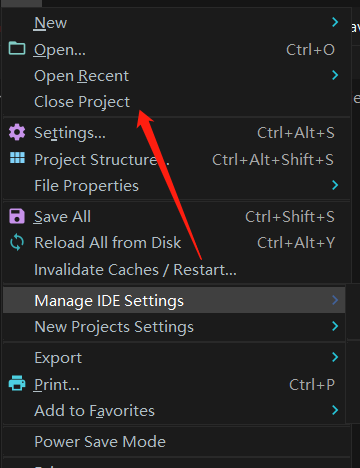 New
Open... Ctrl+O
Open Recent
Close Project
Settings... Ctrl+Alt+S
Project Structure... Ctrl+Alt+Shift+S
File Properties
Save All Ctrl+Shift+S
Reload All from Disk Ctrl+Alt+Y
Invalidate Caches / Restart...
Manage IDE Settings
New Projects Settings
Export
Print... Ctrl+P
Add to Favorites
Power Save Mode